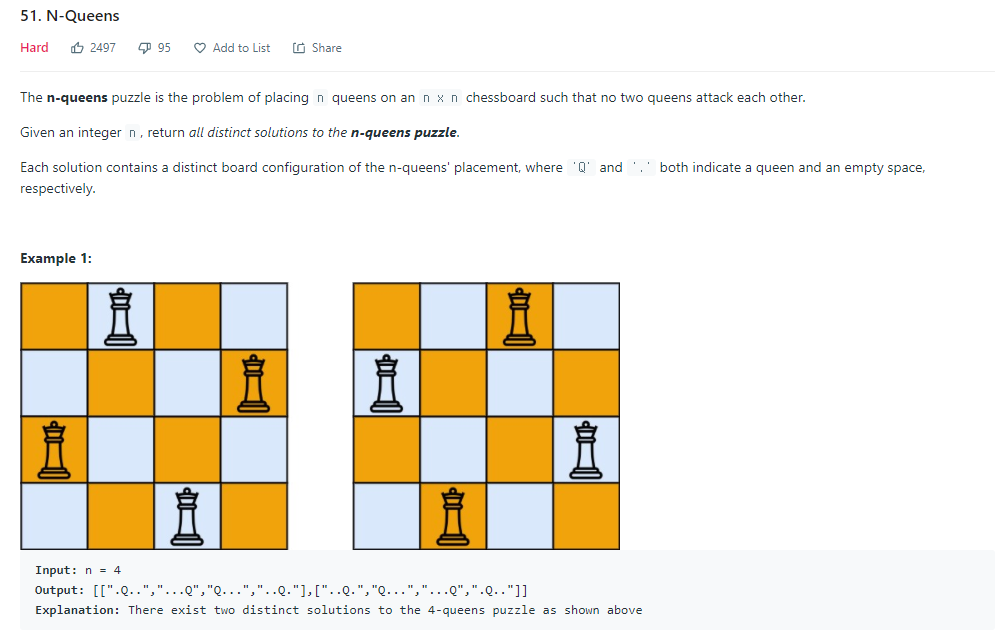 51. N-Queens
Hard 2497 95 Add to List Share
The n-queens puzzle is the problem of placing n queens on an n x n chessboard such that no two queens attack each other.
Given an integer n, return all distinct solutions to the n-queens puzzle.
Each solution contains a distinct board configuration of the n-queens' placement, where 'Q' and '.' both indicate a queen and an empty space,
respectively.
Example 1:
Input: n = 4
Output: [[".Q..","...Q","Q...","..Q."],["..Q.","Q...","...Q",".Q.."]]
Explanation: There exist two distinct solutions to the 4-queens puzzle as shown above